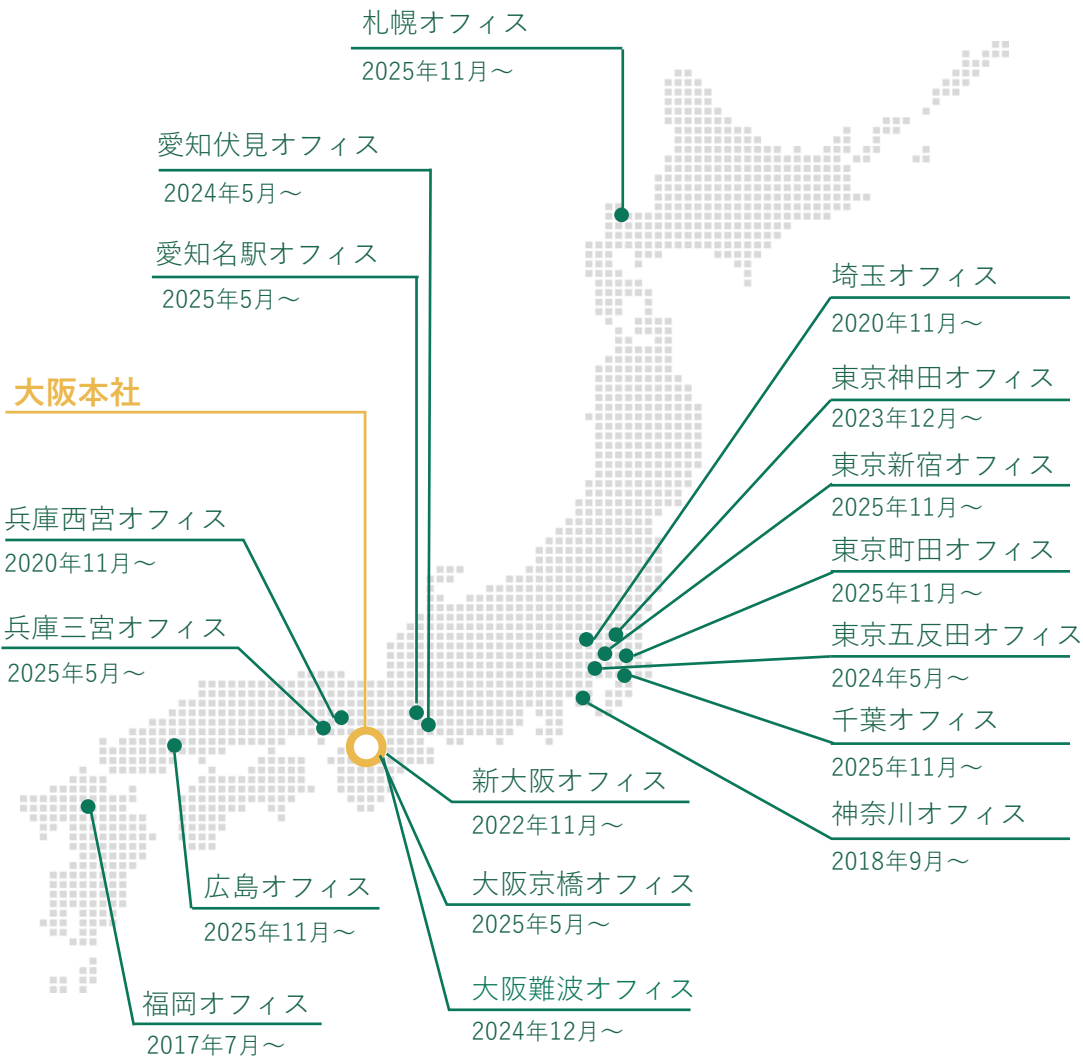 札幌オフィス
2025年11月～
愛知伏見オフィス
2024年5月～
愛知名駅オフィス
2025年5月～
大阪本社
兵庫西宮オフィス
2020年11月～
兵庫三宮オフィス
2025年5月～
埼玉オフィス
2020年11月～
東京神田オフィス
2023年12月～
東京新宿オフィス
2025年11月～
東京町田オフィス
2025年11月～
東京五反田オフィス
2024年5月～
千葉オフィス
2025年11月～
神奈川オフィス
2018年9月～
新大阪オフィス
2022年11月～
大阪京橋オフィス
2025年5月～
大阪難波オフィス
2024年12月～
広島オフィス
2025年11月～
福岡オフィス
2017年7月～